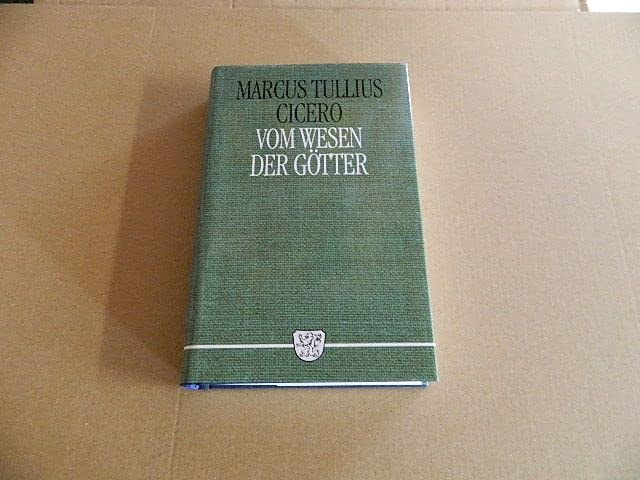 MARCUS TULLIUS
CICERO
VOM WESEN
DER GÖTTER